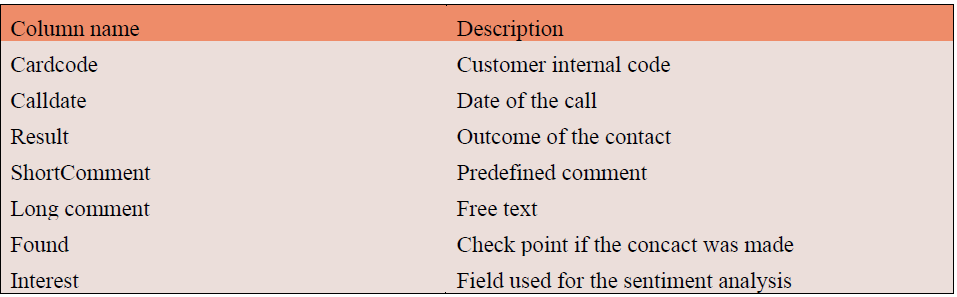 Column name Description
Cardcode Customer internal code
Calldate Date of the call
Result Outcome of the contact
ShortComment Predefined comment
Long comment Free text
Found Check point if the concact was made
Interest Field used for the sentiment analysis